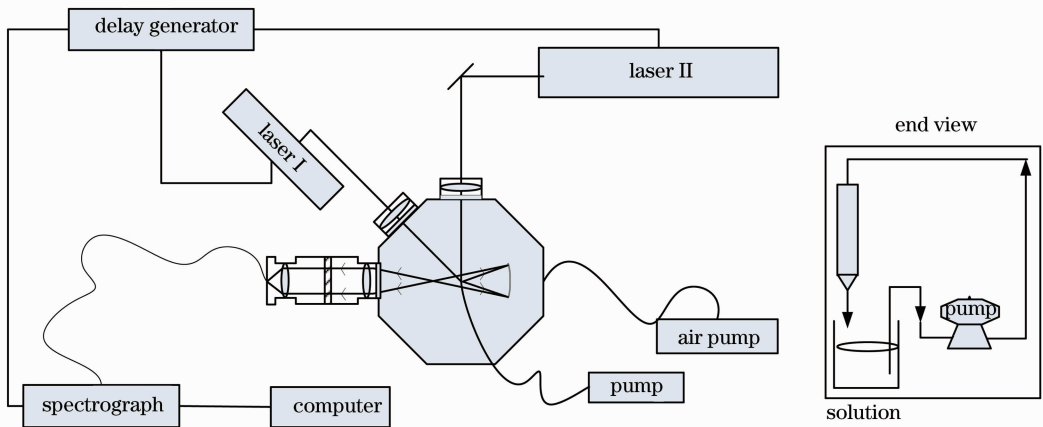 delay generator
laser II
laser I
end view
pump
air pump
pump
spectrograph
computer
solution